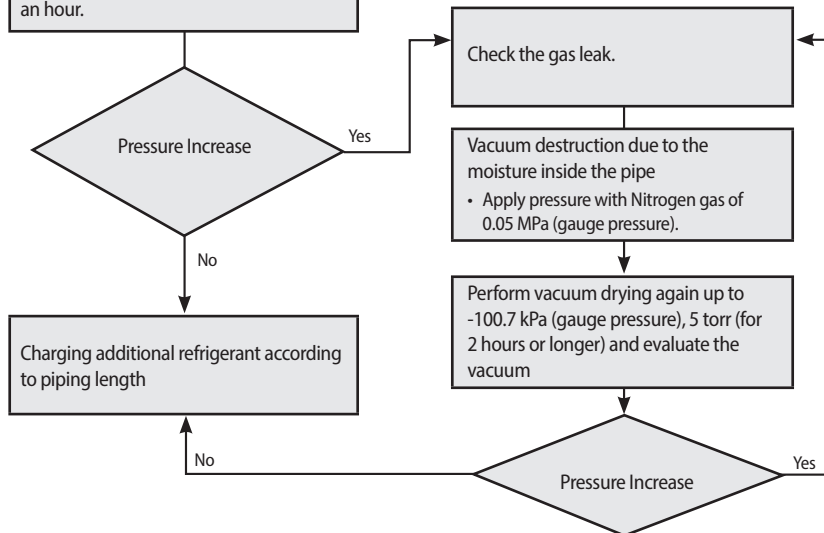 an hour.
Pressure Increase
Yes
No
Charging additional refrigerant according
to piping length
Check the gas leak.
Vacuum destruction due to the
moisture inside the pipe
• Apply pressure with Nitrogen gas of
0.05 MPa (gauge pressure).
Perform vacuum drying again up to
-100.7 kPa (gauge pressure), 5 torr (for
2 hours or longer) and evaluate the
vacuum
Pressure Increase
Yes
No